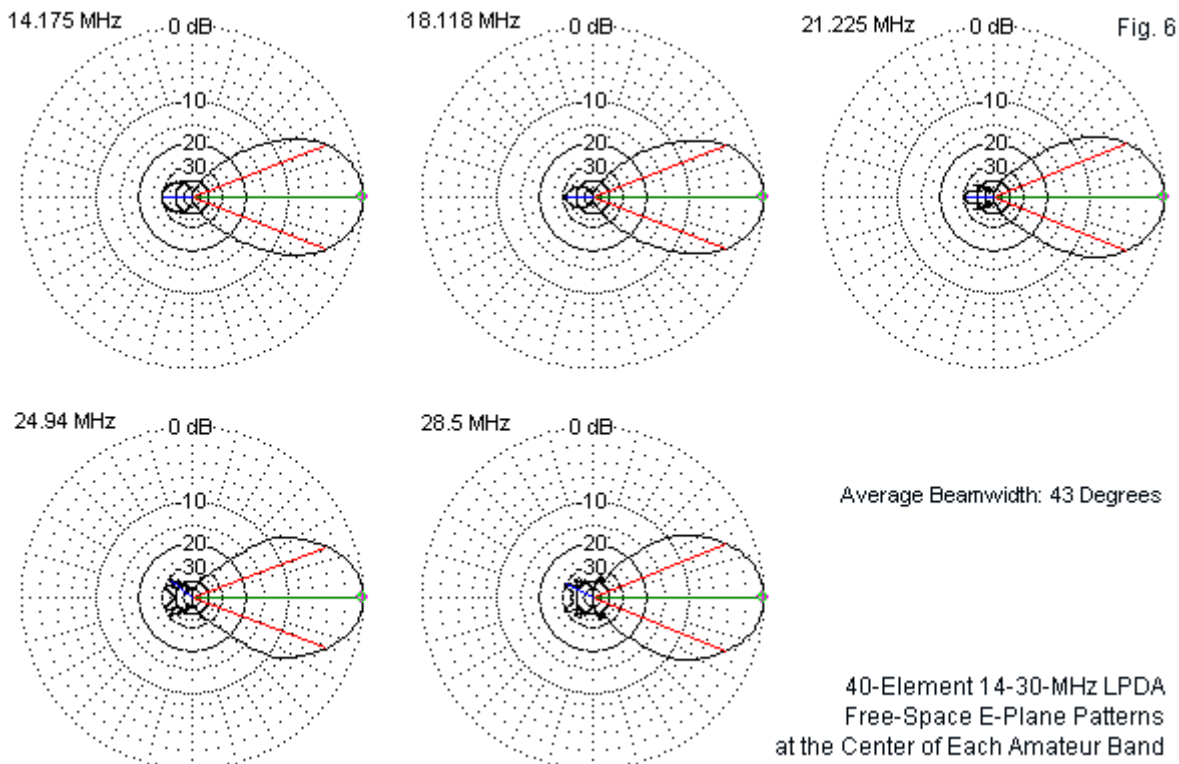 14.175 MHz
0 dB
-10
20
30
18.118 MHz
0 dB
-10
20
30
21.225 MHz
0 dB
-10
20
30
Fig. 6
24.94 MHz
0 dB
-10
20
30
28.5 MHz
0 dB
-10
20
30
Average Beamwidth: 43 Degrees
40-Element 14-30-MHz LPDA
Free-Space E-Plane Patterns
at the Center of Each Amateur Band